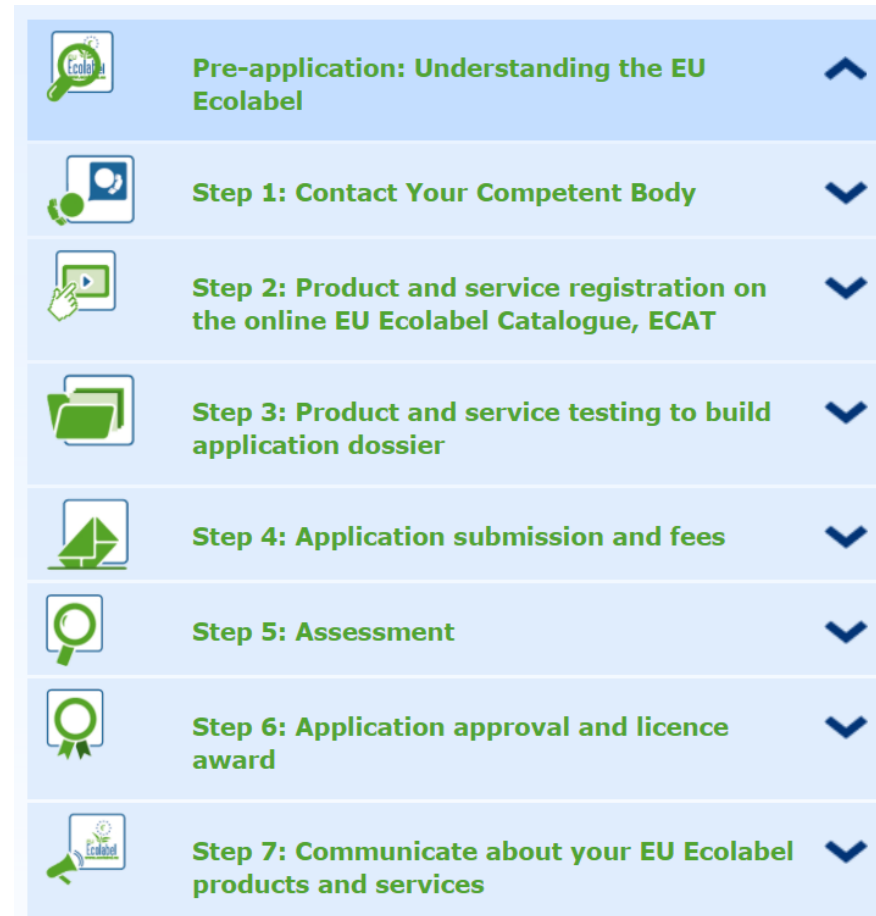 Ecolabel
Pre-application: Understanding the EU
Ecolabel
Step 1: Contact Your Competent Body
Step 2: Product and service registration on
the online EU Ecolabel Catalogue, ECAT
Step 3: Product and service testing to build
application dossier
Step 4: Application submission and fees
Step 5: Assessment
Step 6: Application approval and licence
award
Ecolabel
Step 7: Communicate about your EU Ecolabel
products and services